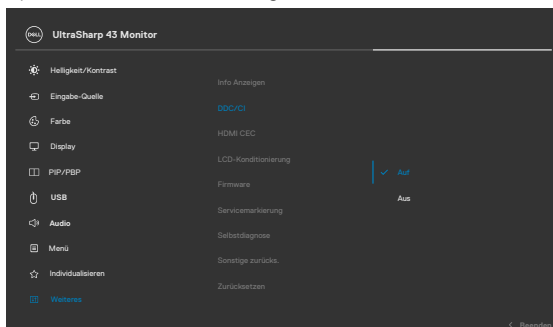 DELL
UltraSharp 43 Monitor
Helligkeit/Kontrast
Eingabe-Quelle
Farbe
Display
PIP/PBP
USB
Audio
Menü
Individualisieren
Weiteres
Info Anzeigen
DDC/CI
HDMI CEC
LCD-Konditionierung
Firmware
Servicemarkierung
Selbstdiagnose
Sonstige zurücks.
Zurücksetzen
Auf
Aus
Beenden